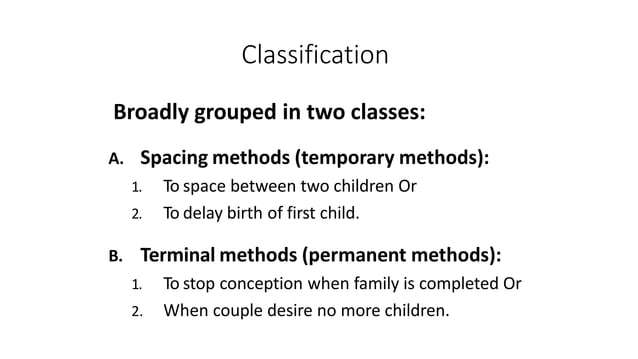 Classification
Broadly grouped in two classes:
A. Spacing methods (temporary methods):
1. To space between two children Or
2. To delay birth of first child.
B. Terminal methods (permanent methods):
1. To stop conception when family is completed Or
2. When couple desire no more children.